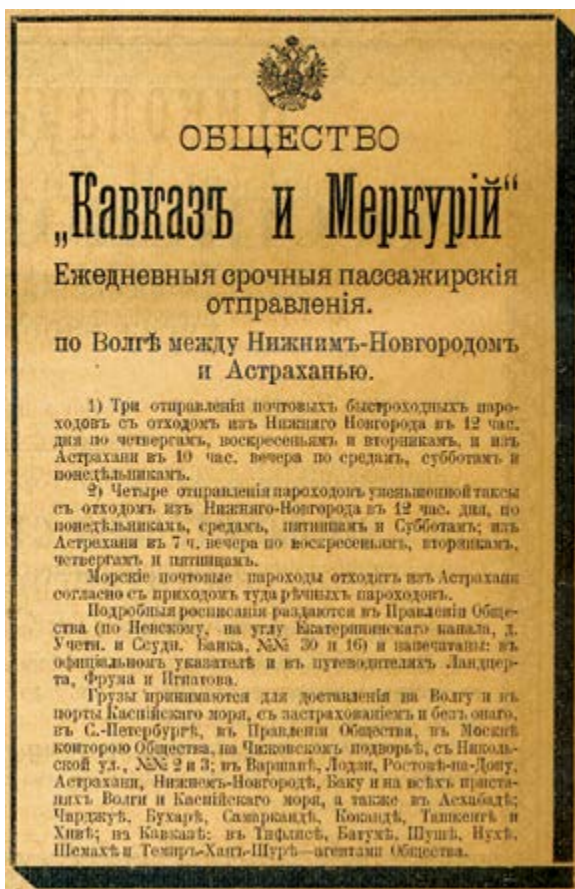 ОБЩЕСТВО
„Кавказъ и Меркурій“
Ежедневныя срочныя пассажирскія
отправленія.
по Волгѣ между Нижнимъ-Новгородомъ
и Астраханью.
1) Три отправленія почтовыхъ быстроходныхъ паро-
ходовъ съ отходомъ изъ Нижняго Новгорода въ 12 час.
дня по четвергамъ, воскресеньямъ и вторникамъ, и изъ
Астрахани въ 10 час. вечера по средамъ, субботамъ и
понедѣльникамъ.
2) Четыре отправленія пароходовъ уменьшенной таксы
съ отходомъ изъ Нижняго-Новгорода въ 12 час. дня, по
понедѣльникамъ, средамъ, пятницам и Субботамъ; изъ
Астрахани въ 7 ч. вечера по воскресеньямъ, вторникамъ,
четвергамъ и пятницамъ.
Морскіе почтовые пароходы отходятъ изъ Астрахани
согласно съ приходомъ туда рѣчныхъ пароходовъ.
Подробныя росписанія раздаются въ Правленіи Обще-
ства (по Невскому, на углу Екатерининскаго канала, д.
Учетн. и Ссудн. Банка, №№ 30 и 16) и напечатаны: въ
официальномъ указателѣ и въ путеводителяхъ Ландцер-
та, Фрума и Игнатова.
Грузы принимаются для доставленія на Волгу и въ
порты Каспійскаго моря, съ застрахованіемъ и безъ онаго,
въ С.-Петербургѣ, въ Правленіи Общества, въ Москвѣ
конторою Общества, на Чижовскомъ подворьѣ, съ Николь-
ской ул., №№ 2 и 3; въ Варшавѣ, Лодзи, Ростовѣ-на-Дону,
Астрахани, Нижнемъ-Новгородѣ, Баку и на всѣхъ приста-
няхъ Волги и Каспійскаго моря, а также въ Асхабадѣ;
Чарджуѣ, Бухарѣ, Самаркандѣ, Кокандѣ, Ташкентѣ и
Хивѣ; на Кавказѣ: въ Тифлисѣ, Батумѣ, Шушѣ, Нухѣ,
Шемахѣ и Темиръ-Ханъ-Шурѣ—агентами Общества.